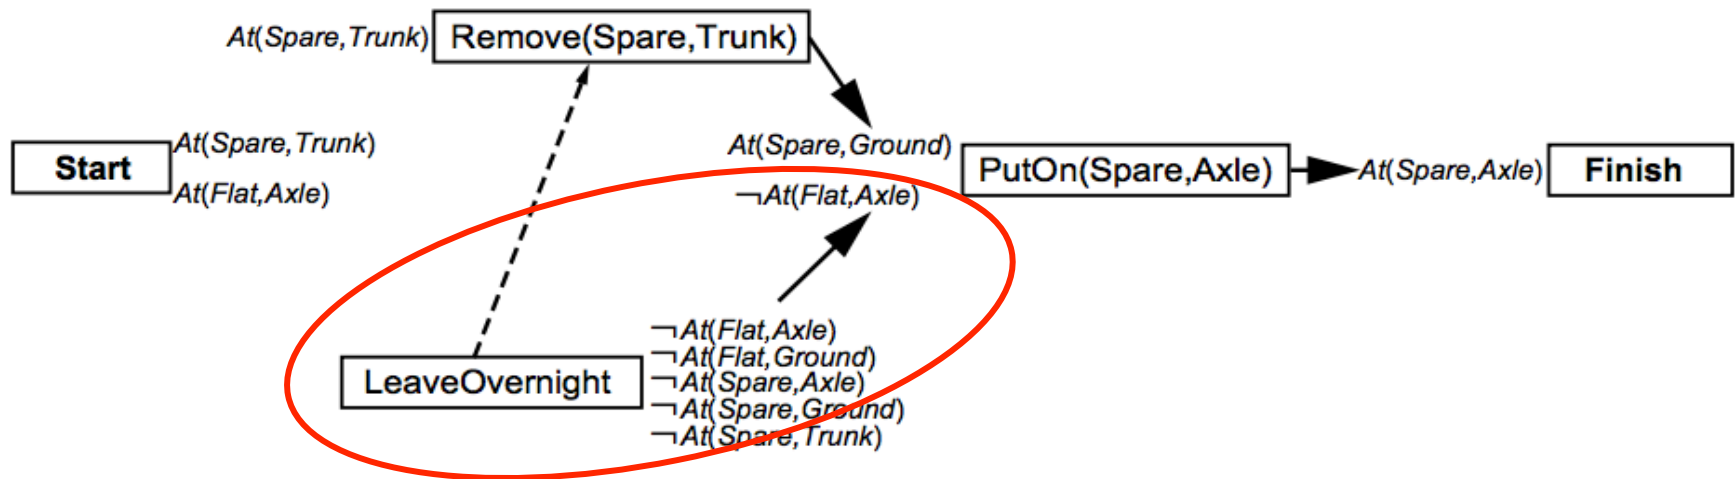 At(Spare,Trunk) Remove(Spare,Trunk)
Start
At(Spare,Trunk)
At(Flat,Axle)
At(Spare,Ground)
¬At(Flat,Axle)
PutOn(Spare,Axle)
At(Spare,Axle)
Finish
LeaveOvernight
¬At(Flat,Axle)
¬At(Flat,Ground)
¬At(Spare,Axle)
¬At(Spare,Ground)
¬At(Spare,Trunk)